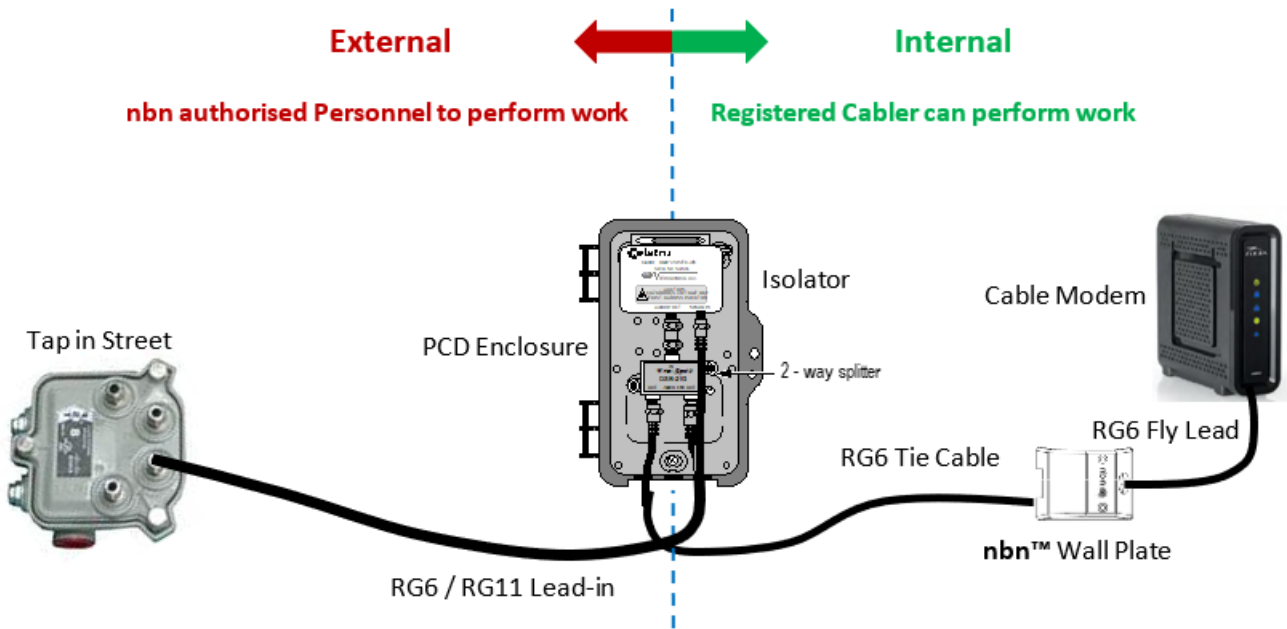 External
Internal
nbn authorised Personnel to perform work
Registered Cabler can perform work
Isolator
Cable Modem
Tap in Street
PCD Enclosure
2 - way splitter
RG6 Fly Lead
RG6 Tie Cable
nbn™ Wall Plate
RG6 / RG11 Lead-in